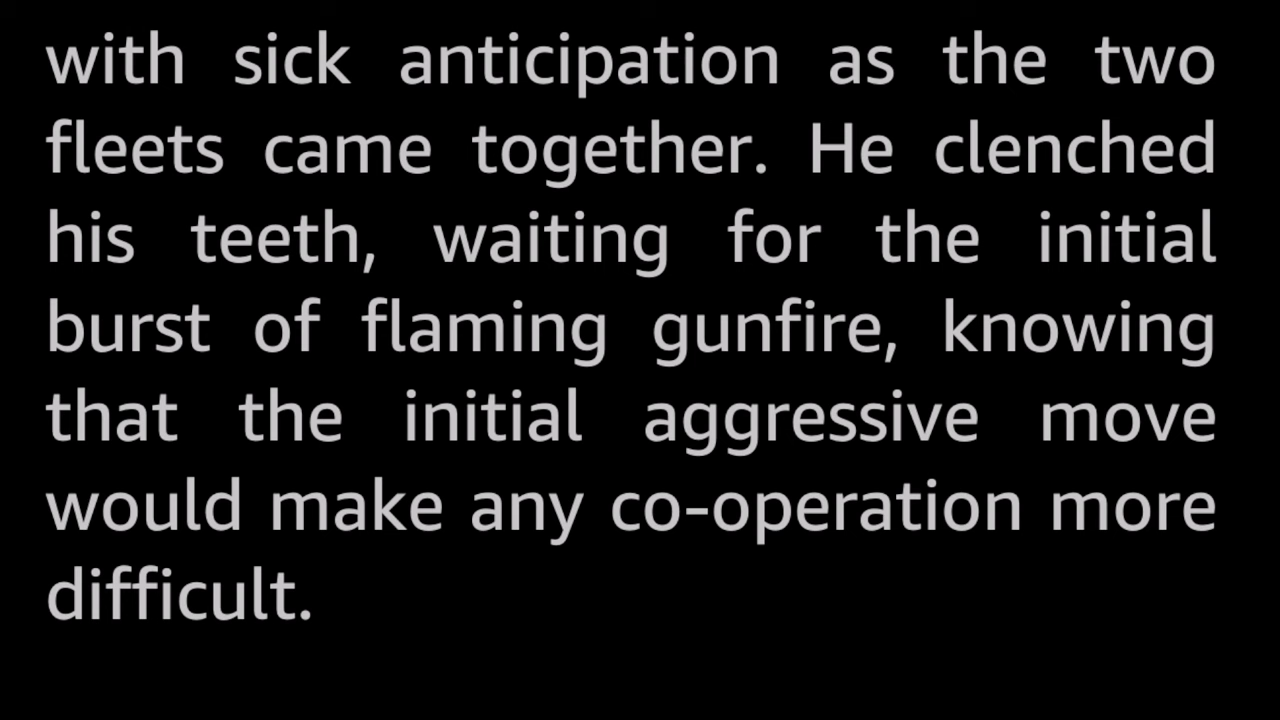 with sick anticipation as the two
fleets came together. He clenched
his teeth, waiting for the initial
burst of flaming gunfire, knowing
that the initial aggressive move
would make any co-operation more
difficult.